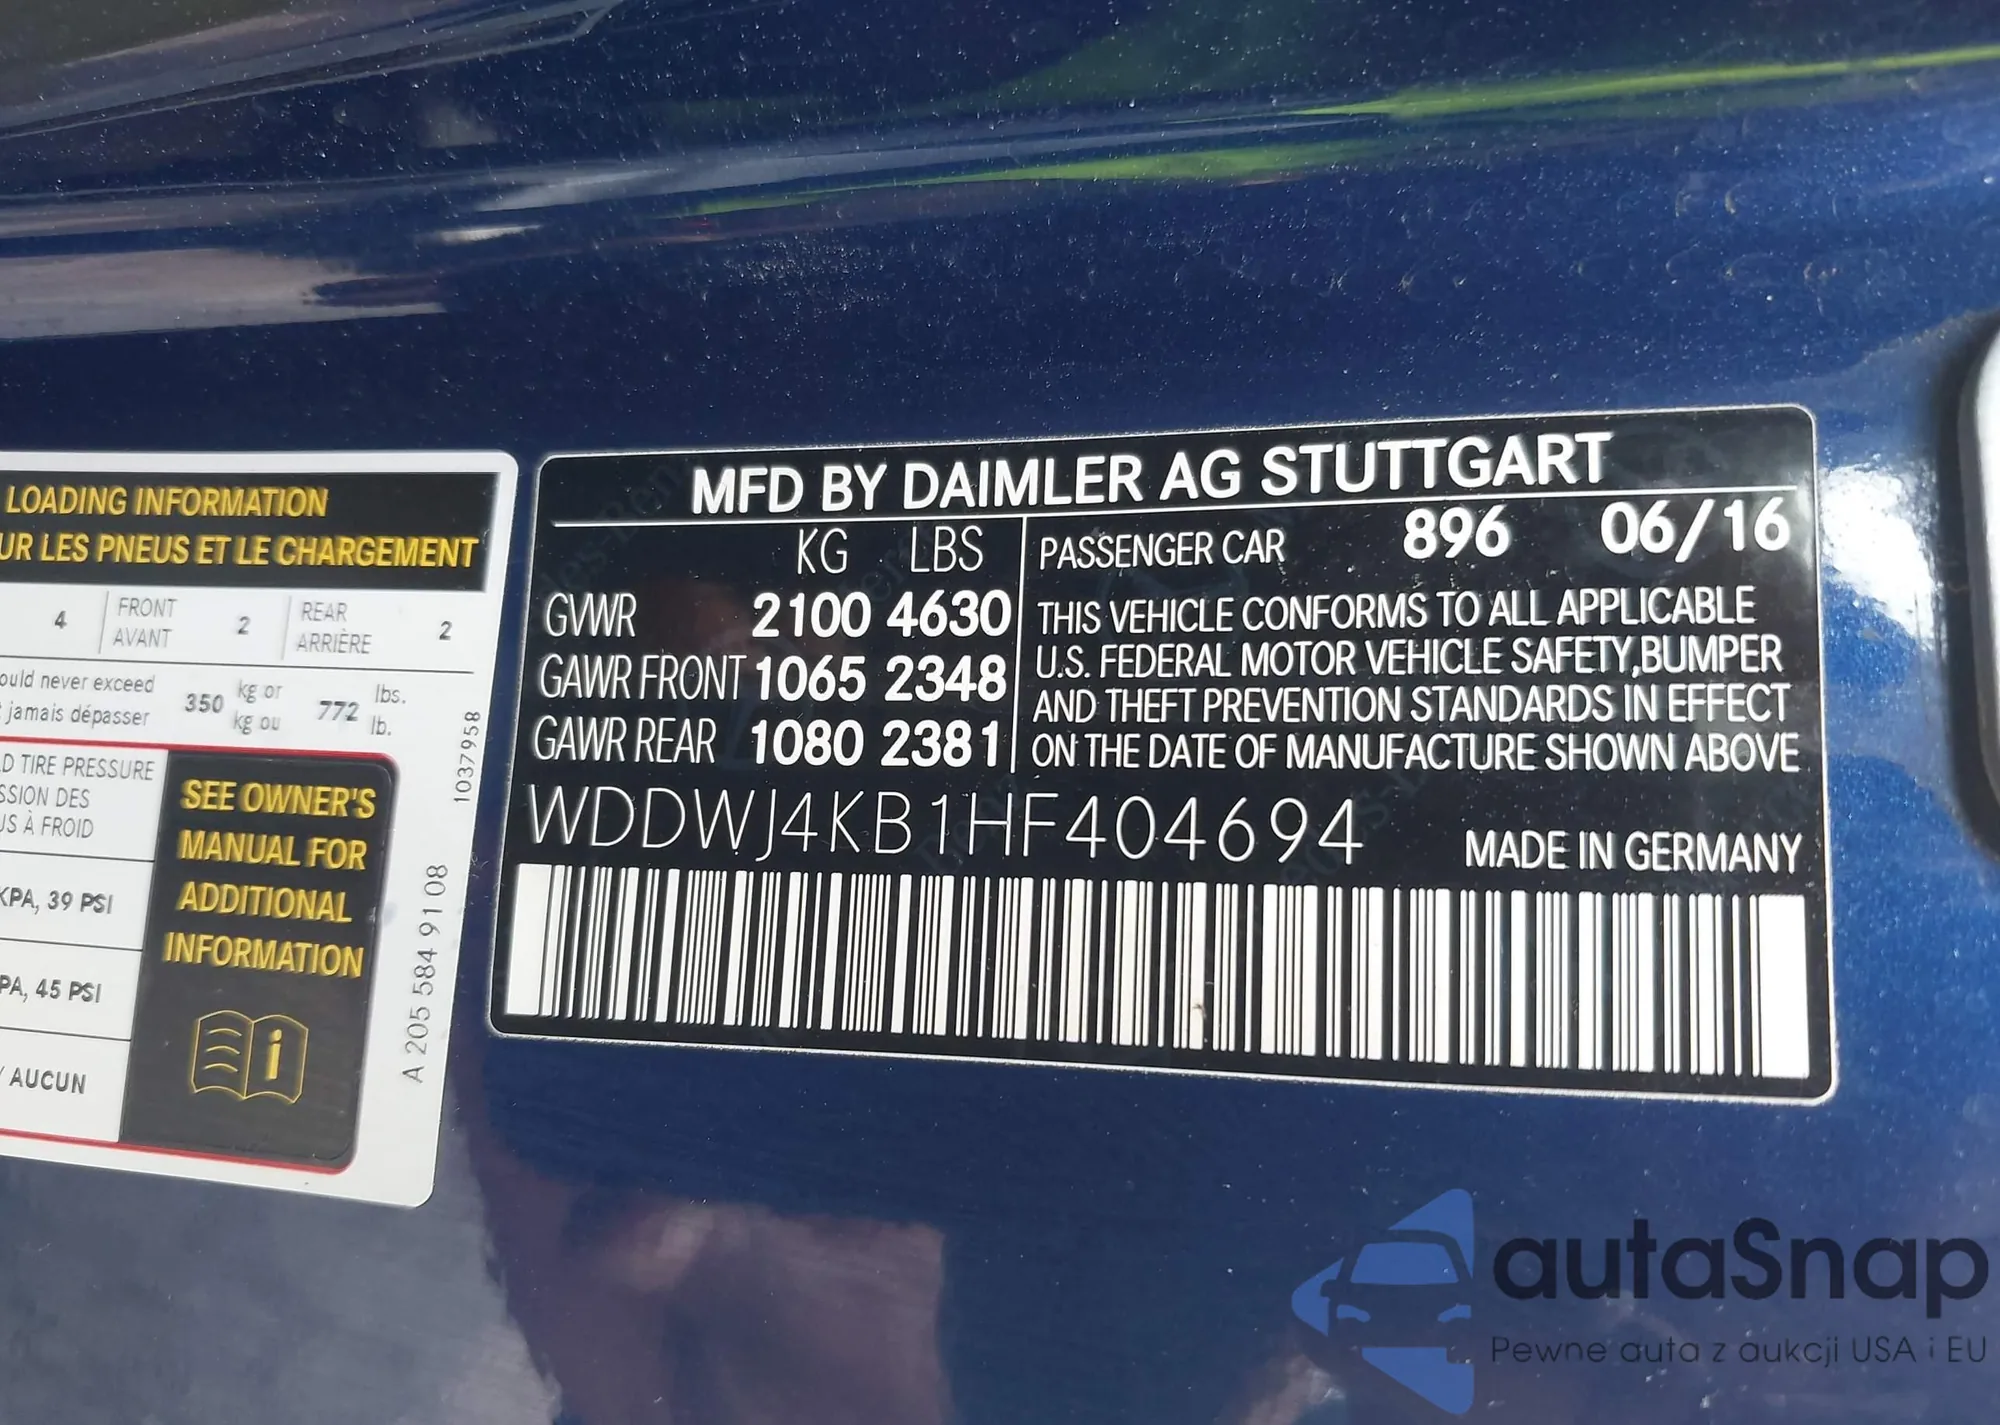 LOADING INFORMATION
UR LES PNEUS ET LE CHARGEMENT
4 FRONT AVANT 2 REAR ARRIÈRE 2
ould never exceed
jamais dépasser
350 kg or kg ou 772 lbs. lb.
D TIRE PRESSURE
SSION DES
US À FROID
KPA, 39 PSI
PA, 45 PSI
/ AUCUN
SEE OWNER'S
MANUAL FOR
ADDITIONAL
INFORMATION
i
1037958
A 205 584 91 08
MFD BY DAIMLER AG STUTTGART
KG LBS
GVWR 2100 4630
GAWR FRONT 1065 2348
GAWR REAR 1080 2381
PASSENGER CAR 896 06/16
THIS VEHICLE CONFORMS TO ALL APPLICABLE
U.S. FEDERAL MOTOR VEHICLE SAFETY,BUMPER
AND THEFT PREVENTION STANDARDS IN EFFECT
ON THE DATE OF MANUFACTURE SHOWN ABOVE
WDDWJ4KB1HF404694
MADE IN GERMANY
autaSnap
Pewne auta z aukcji USA i EU